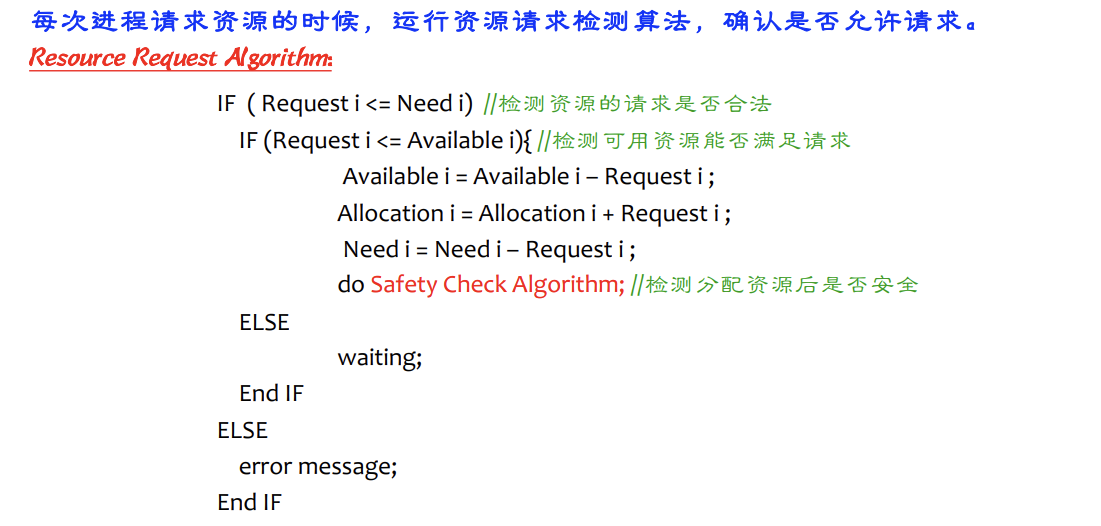 每次进程请求资源的时候，运行资源请求检测算法，确认是否允许请求。
Resource Request Algorithm:
IF ( Request i <= Need i) //检测资源的请求是否合法
IF (Request i <= Available i){ //检测可用资源能否满足请求
Available i = Available i – Request i ;
Allocation i = Allocation i + Request i ;
Need i = Need i – Request i ;
do Safety Check Algorithm; //检测分配资源后是否安全
ELSE
waiting;
End IF
ELSE
error message;
End IF